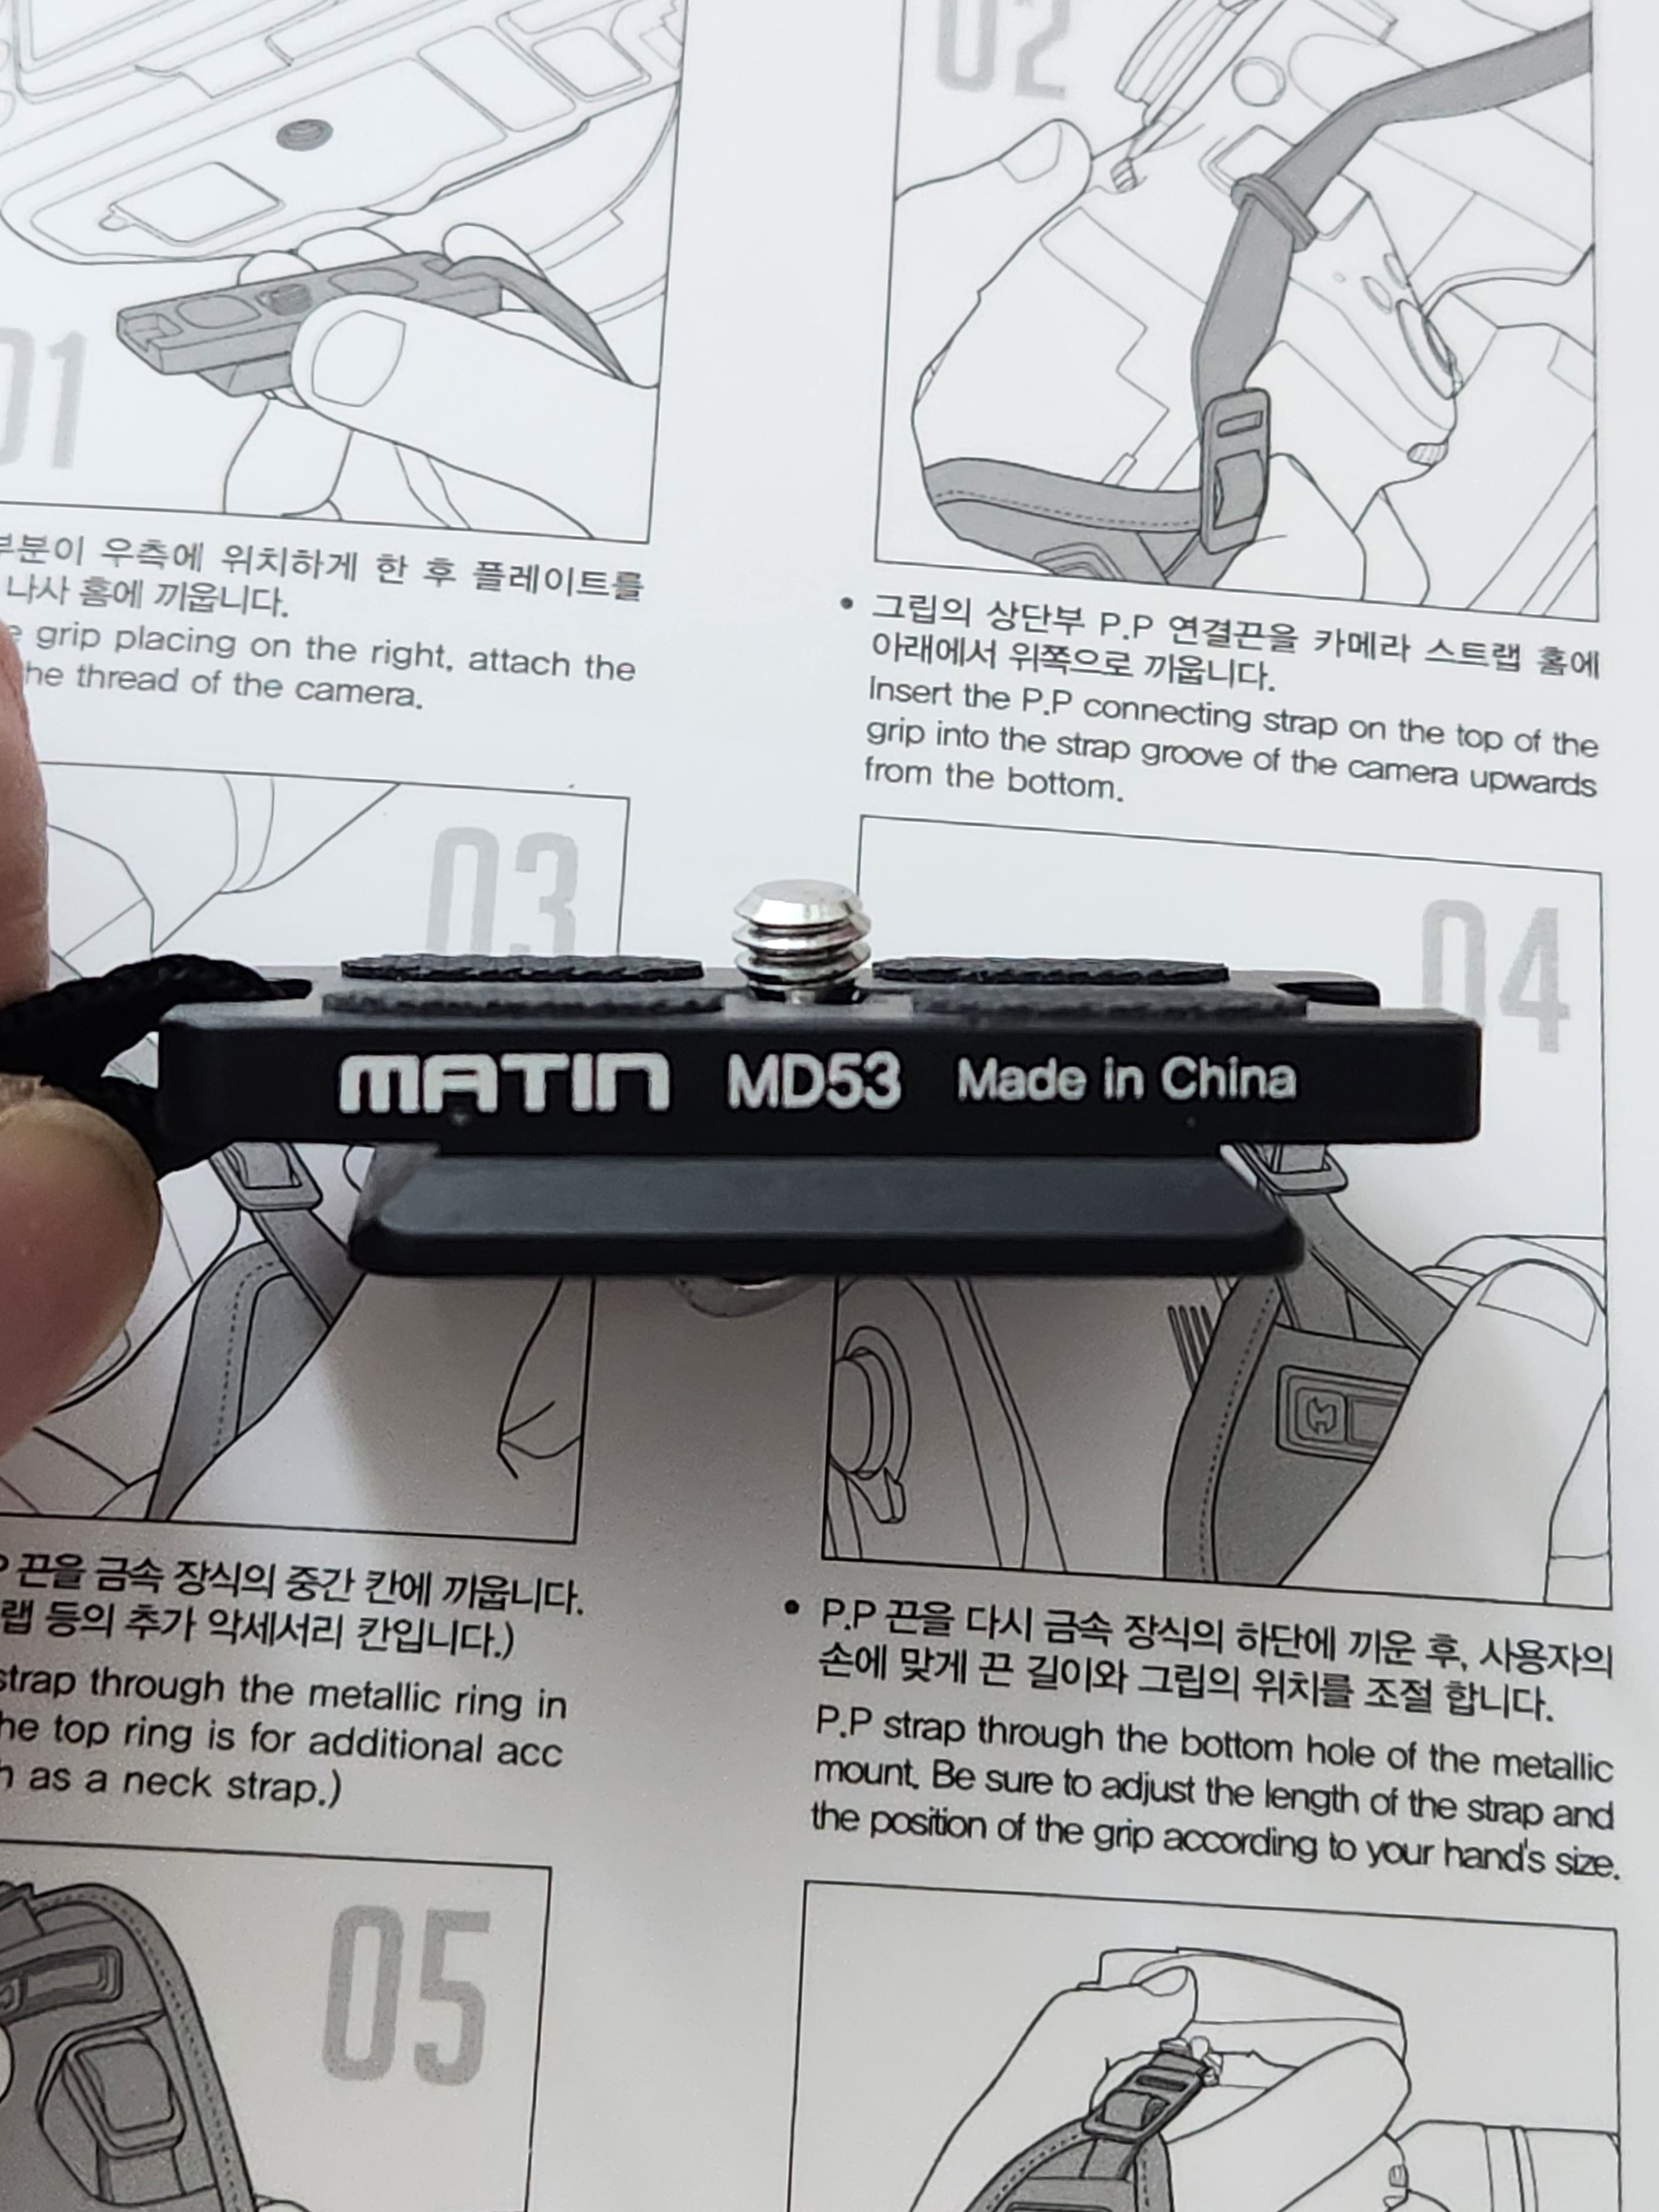 02
01
부분이 우측에 위치하게 한 후 플레이트를
나사 홈에 끼웁니다.
grip placing on the right, attach the
the thread of the camera.
• 그립의 상단부 P.P 연결끈을 카메라 스트랩 홈에
아래에서 위쪽으로 끼웁니다.
Insert the P.P connecting strap on the top of the
grip into the strap groove of the camera upwards
from the bottom.
03
04
MATIN MD53 Made in China
끈을 금속 장식의 중간 칸에 끼웁니다.
랩 등의 추가 악세서리 칸입니다.)
strap through the metallic ring in
he top ring is for additional acc
h as a neck strap.)
• P.P 끈을 다시 금속 장식의 하단에 끼운 후, 사용자의
손에 맞게 끈 길이와 그립의 위치를 조절 합니다.
P.P strap through the bottom hole of the metallic
mount. Be sure to adjust the length of the strap and
the position of the grip according to your hand's size.
05